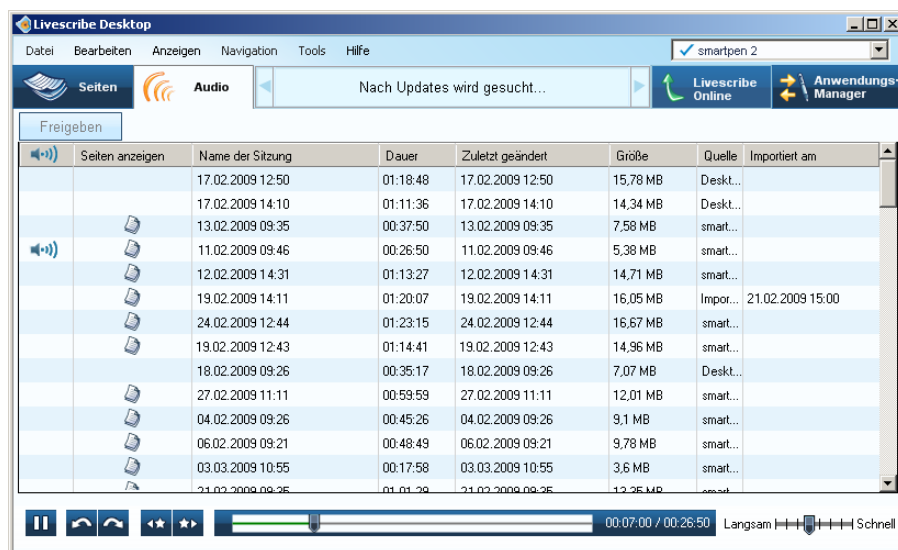 Livescribe Desktop
Datei Bearbeiten Anzeigen Navigation Tools Hilfe smartpen 2
Seiten Audio Nach Updates wird gesucht... Livescribe Online Anwendungs- Manager
Freigeben
Seiten anzeigen Name der Sitzung Dauer Zuletzt geändert Größe Quelle Importiert am
17.02.2009 12:50 01:18:48 17.02.2009 12:50 15,78 MB Deskt...
17.02.2009 14:10 01:11:36 17.02.2009 14:10 14,34 MB Deskt...
13.02.2009 09:35 00:37:50 13.02.2009 09:35 7,58 MB smart...
11.02.2009 09:46 00:26:50 11.02.2009 09:46 5,38 MB smart...
12.02.2009 14:31 01:13:27 12.02.2009 14:31 14,71 MB smart...
19.02.2009 14:11 01:20:07 19.02.2009 14:11 16,05 MB Impor... 21.02.2009 15:00
24.02.2009 12:44 01:23:15 24.02.2009 12:44 16,67 MB smart...
19.02.2009 12:43 01:14:41 19.02.2009 12:43 14,96 MB smart...
18.02.2009 09:26 00:35:17 18.02.2009 09:26 7,07 MB Deskt...
27.02.2009 11:11 00:59:59 27.02.2009 11:11 12,01 MB smart...
04.02.2009 09:26 00:45:26 04.02.2009 09:26 9,1 MB smart...
06.02.2009 09:21 00:48:49 06.02.2009 09:21 9,78 MB smart...
03.03.2009 10:55 00:17:58 03.03.2009 10:55 3,6 MB smart...
00:07:00 / 00:26:50 Langsam Schnell